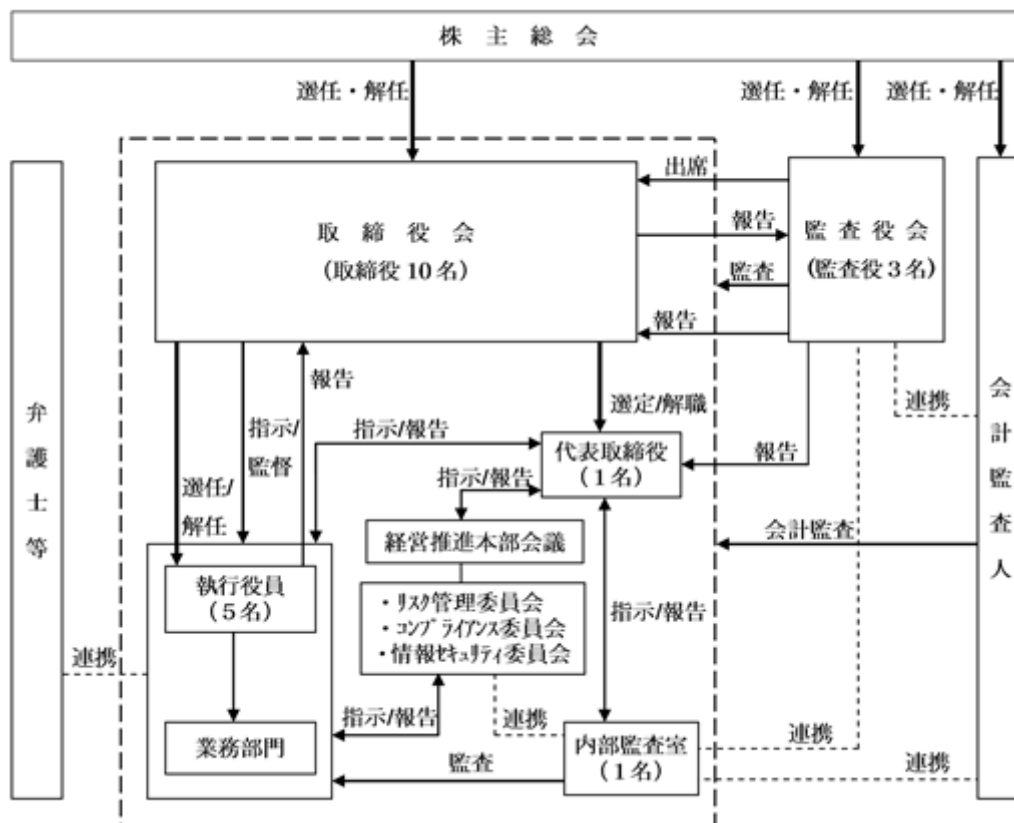 株主総会
選任・解任
選任・解任
選任・解任
出席
取締役会
(取締役10名)
報告
監査役会
(監査役3名)
監査
報告
報告
選定/解職
連携
会計監査人
弁護士等
指示/
監督
指示/報告
代表取締役
(1名)
報告
選任/
解任
指示/報告
経営推進本部会議
会計監査
執行役員
(5名)
・リスク管理委員会
・コンプライアンス委員会
・情報セキュリティ委員会
指示/報告
連携
指示/報告
連携
業務部門
内部監査室
(1名)
連携
監査
連携